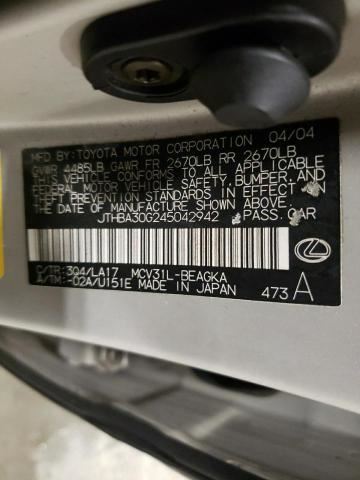 MFD BY: TOYOTA MOTOR CORPORATION 04/04
GVWR 4485LB GAWR FR 2670LB RR 2670LB
THIS VEHICLE CONFORMS TO ALL APPLICABLE
FEDERAL MOTOR VEHICLE SAFETY, BUMPER, AND
THEFT PREVENTION STANDARDS IN EFFECT ON
THE DATE OF MANUFACTURE SHOWN ABOVE.
JTHBA30G245042942 PASS. CAR
C/TR: 3Q4/LA17 MCV31L-BEAGKA
A/TM: -02A/U151E MADE IN JAPAN 473 A